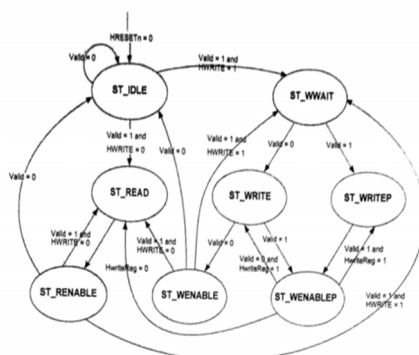 HRESETn = 0
Valid = 0
ST_IDLE
Valid = 1 and
HWRITE = 1
ST_WWAIT
Valid = 1 and
HWRITE = 0
Valid = 0
Valid = 1 and
HWRITE = 1
Valid = 0
Valid = 1
Valid = 0
ST_READ
ST_WRITE
ST_WRITEP
Valid = 1 and
HWRITE = 0
Valid = 1 and
HWRITE = 0
HwriteReg = 0
Valid = 0
Valid = 0 and
HwriteReg = 1
Valid = 1
Valid = 1 and
HwriteReg = 1
ST_RENABLE
ST_WENABLE
ST_WENABLEP
Valid = 1 and
HWRITE = 1